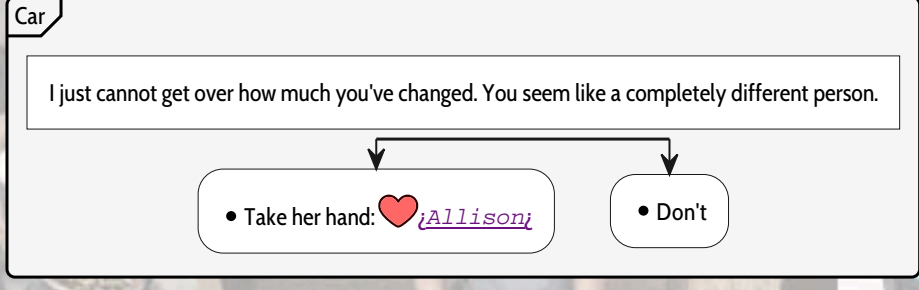 Car
I just cannot get over how much you've changed. You seem like a completely different person.
• Take her hand: ❤¿Allison¿
• Don't